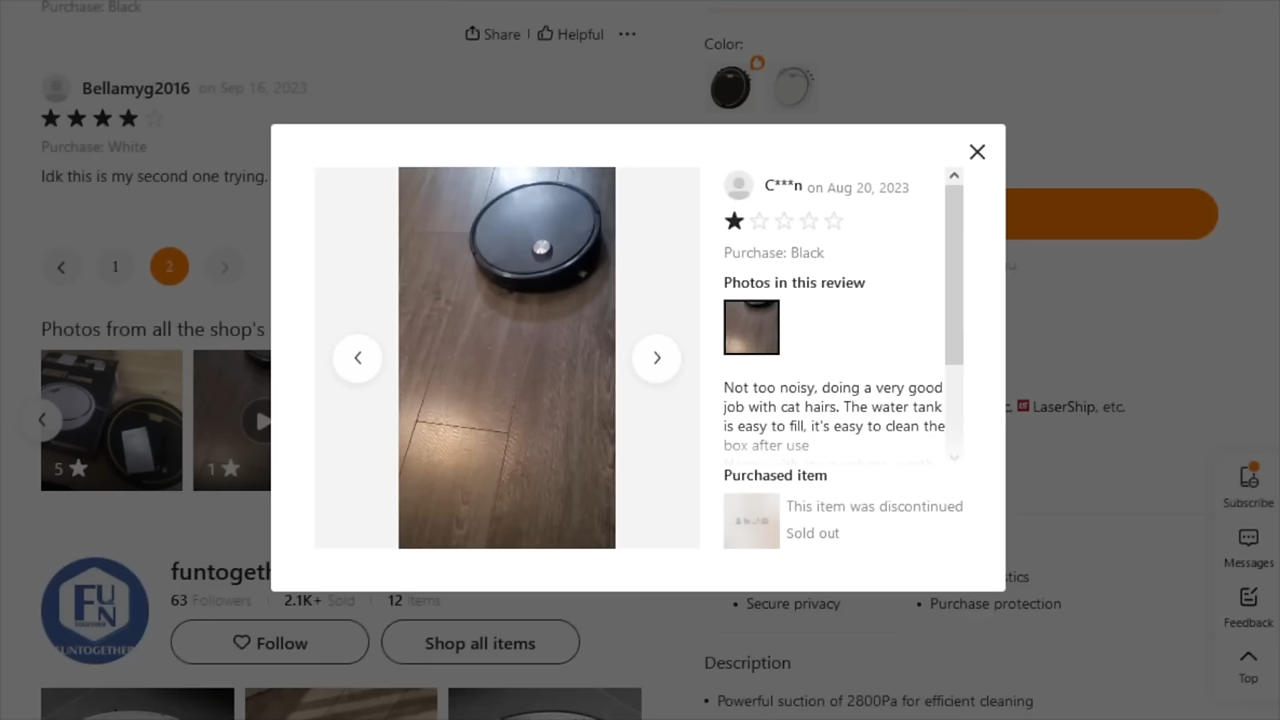 Purchase: Black
Share
Helpful
Bellamyg2016 on Sep 16, 2023
Purchase: White
Idk this is my second one trying.
1
2
Photos from all the shop's
5
1
funtogeth
63 Followers
2.1K+ Sold
12 Items
Follow
Shop all items
FUN
TOGETHER
FUNTOGETHER
C***n on Aug 20, 2023
Purchase: Black
Photos in this review
Not too noisy, doing a very good
job with cat hairs. The water tank
is easy to fill, it's easy to clean the
box after use
Purchased item
This item was discontinued
Sold out
Color:
LaserShip, etc.
Secure privacy
Purchase protection
Description
Powerful suction of 2800Pa for efficient cleaning
Subscribe
Messages
Feedback
Top